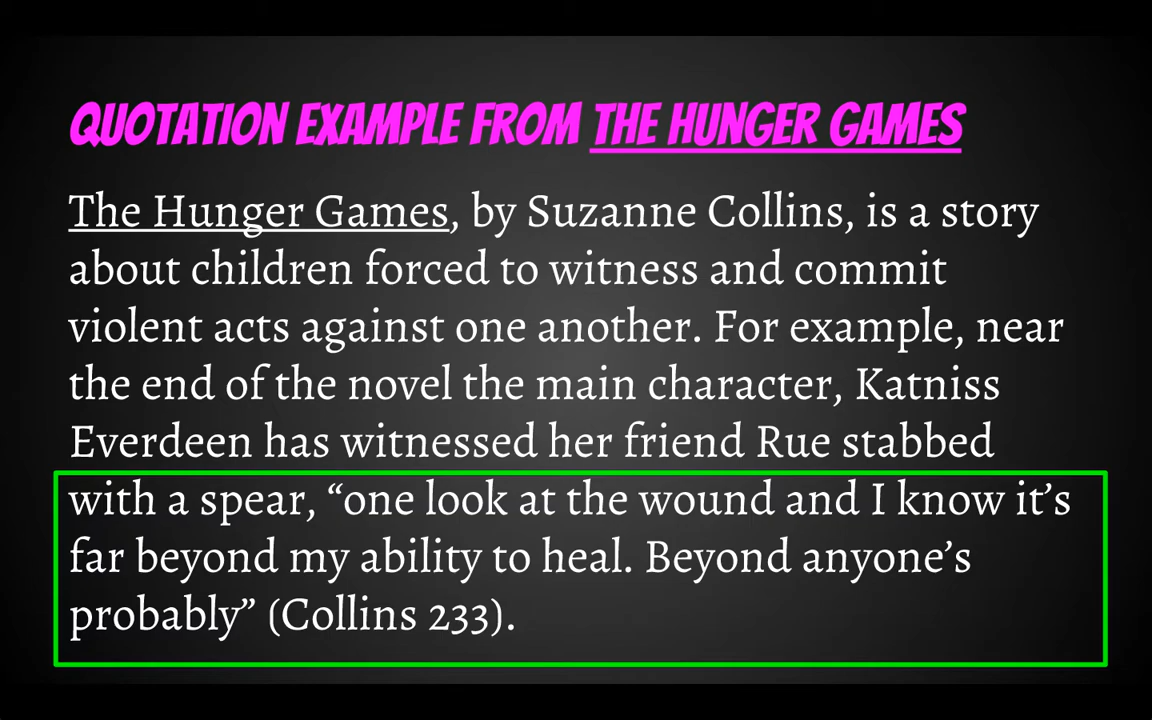 QUOTATION EXAMPLE FROM THE HUNGER GAMES
The Hunger Games, by Suzanne Collins, is a story
about children forced to witness and commit
violent acts against one another. For example, near
the end of the novel the main character, Katniss
Everdeen has witnessed her friend Rue stabbed
with a spear, “one look at the wound and I know it’s
far beyond my ability to heal. Beyond anyone’s
probably” (Collins 233).